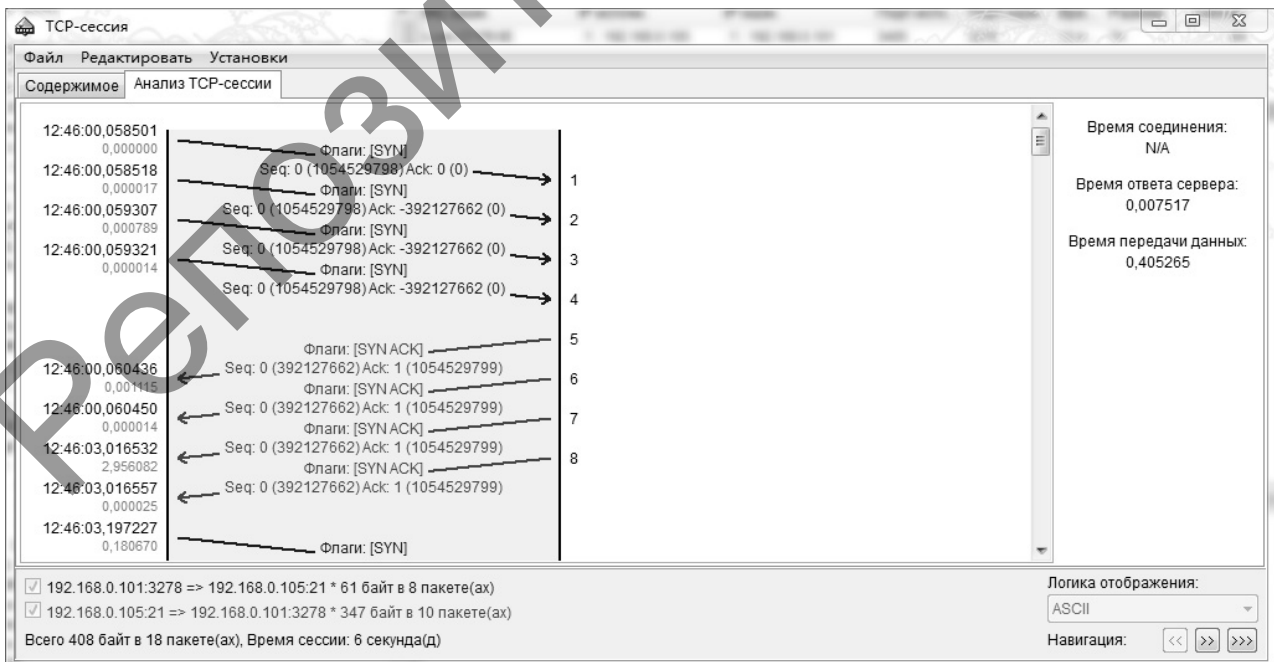 TCP-сессия
Файл Редактировать Установки
Содержимое Анализ TCP-сессии
12:46:00,058501
0,000000
Флаги: [SYN]
12:46:00,058518
Seq: 0 (1054529798) Ack: 0 (0)
1
0,000017
Флаги: [SYN]
12:46:00,059307
Seq: 0 (1054529798) Ack: -392127662 (0)
2
0,000789
Флаги: [SYN]
12:46:00,059321
Seq: 0 (1054529798) Ack: -392127662 (0)
3
0,000014
Флаги: [SYN]
Seq: 0 (1054529798) Ack: -392127662 (0)
4
5
Флаги: [SYN ACK]
12:46:00,060436
Seq: 0 (392127662) Ack: 1 (1054529799)
6
0,001115
Флаги: [SYN ACK]
12:46:00,060450
Seq: 0 (392127662) Ack: 1 (1054529799)
7
0,000014
Флаги: [SYN ACK]
12:46:03,016532
Seq: 0 (392127662) Ack: 1 (1054529799)
8
2,956082
Флаги: [SYN ACK]
12:46:03,016557
Seq: 0 (392127662) Ack: 1 (1054529799)
0,000025
12:46:03,197227
0,180670
Флаги: [SYN]
Время соединения:
N/A
Время ответа сервера:
0,007517
Время передачи данных:
0,405265
192.168.0.101:3278 => 192.168.0.105:21 * 61 байт в 8 пакете(ах)
192.168.0.105:21 => 192.168.0.101:3278 * 347 байт в 10 пакете(ах)
Всего 408 байт в 18 пакете(ах), Время сессии: 6 секунда(д)
Логика отображения:
ASCII
Навигация: << >> >>>
Репози